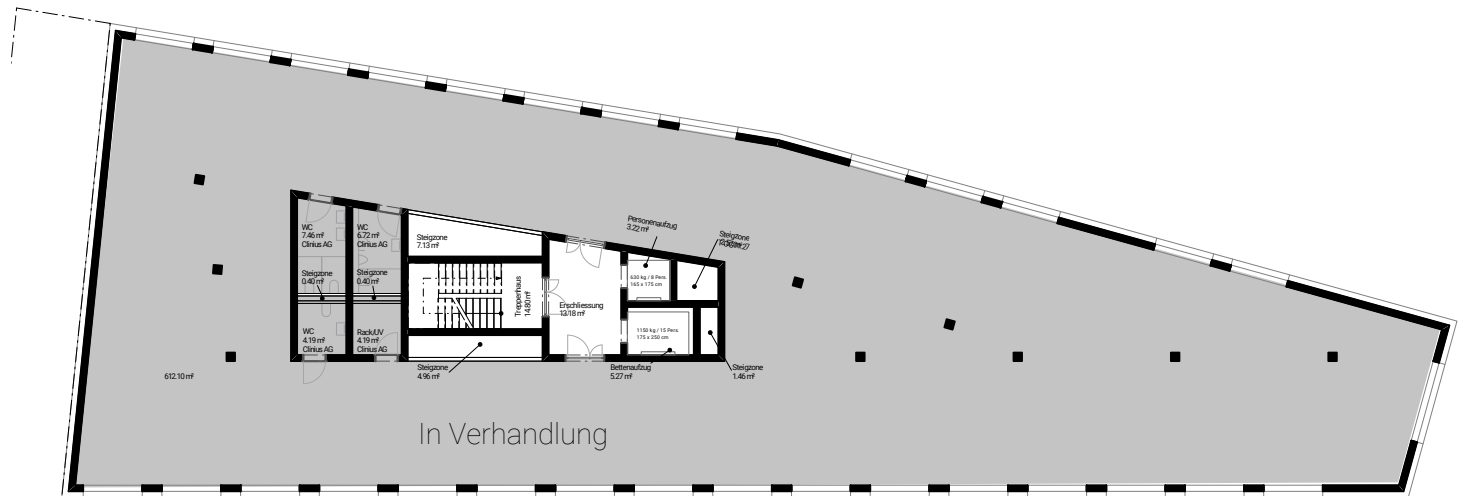 Personenaufzug
3.22 m²
Steigzone
WC
7.46 m²
Clinius AG
WC
6.72 m²
Clinius AG
Steigzone
7.13 m²
Steigzone
0.40 m²
Steigzone
0.40 m²
Treppenhaus
14.80 m²
Erschliessung
13.18 m²
630 kg / 8 Pers.
165 x 175 cm
1150 kg / 15 Pers.
175 x 250 cm
WC
4.19 m²
Clinius AG
Rack/UV
4.19 m²
Clinius AG
Steigzone
4.96 m²
Bettenaufzug
5.27 m²
Steigzone
1.46 m²
612.10 m²
In Verhandlung